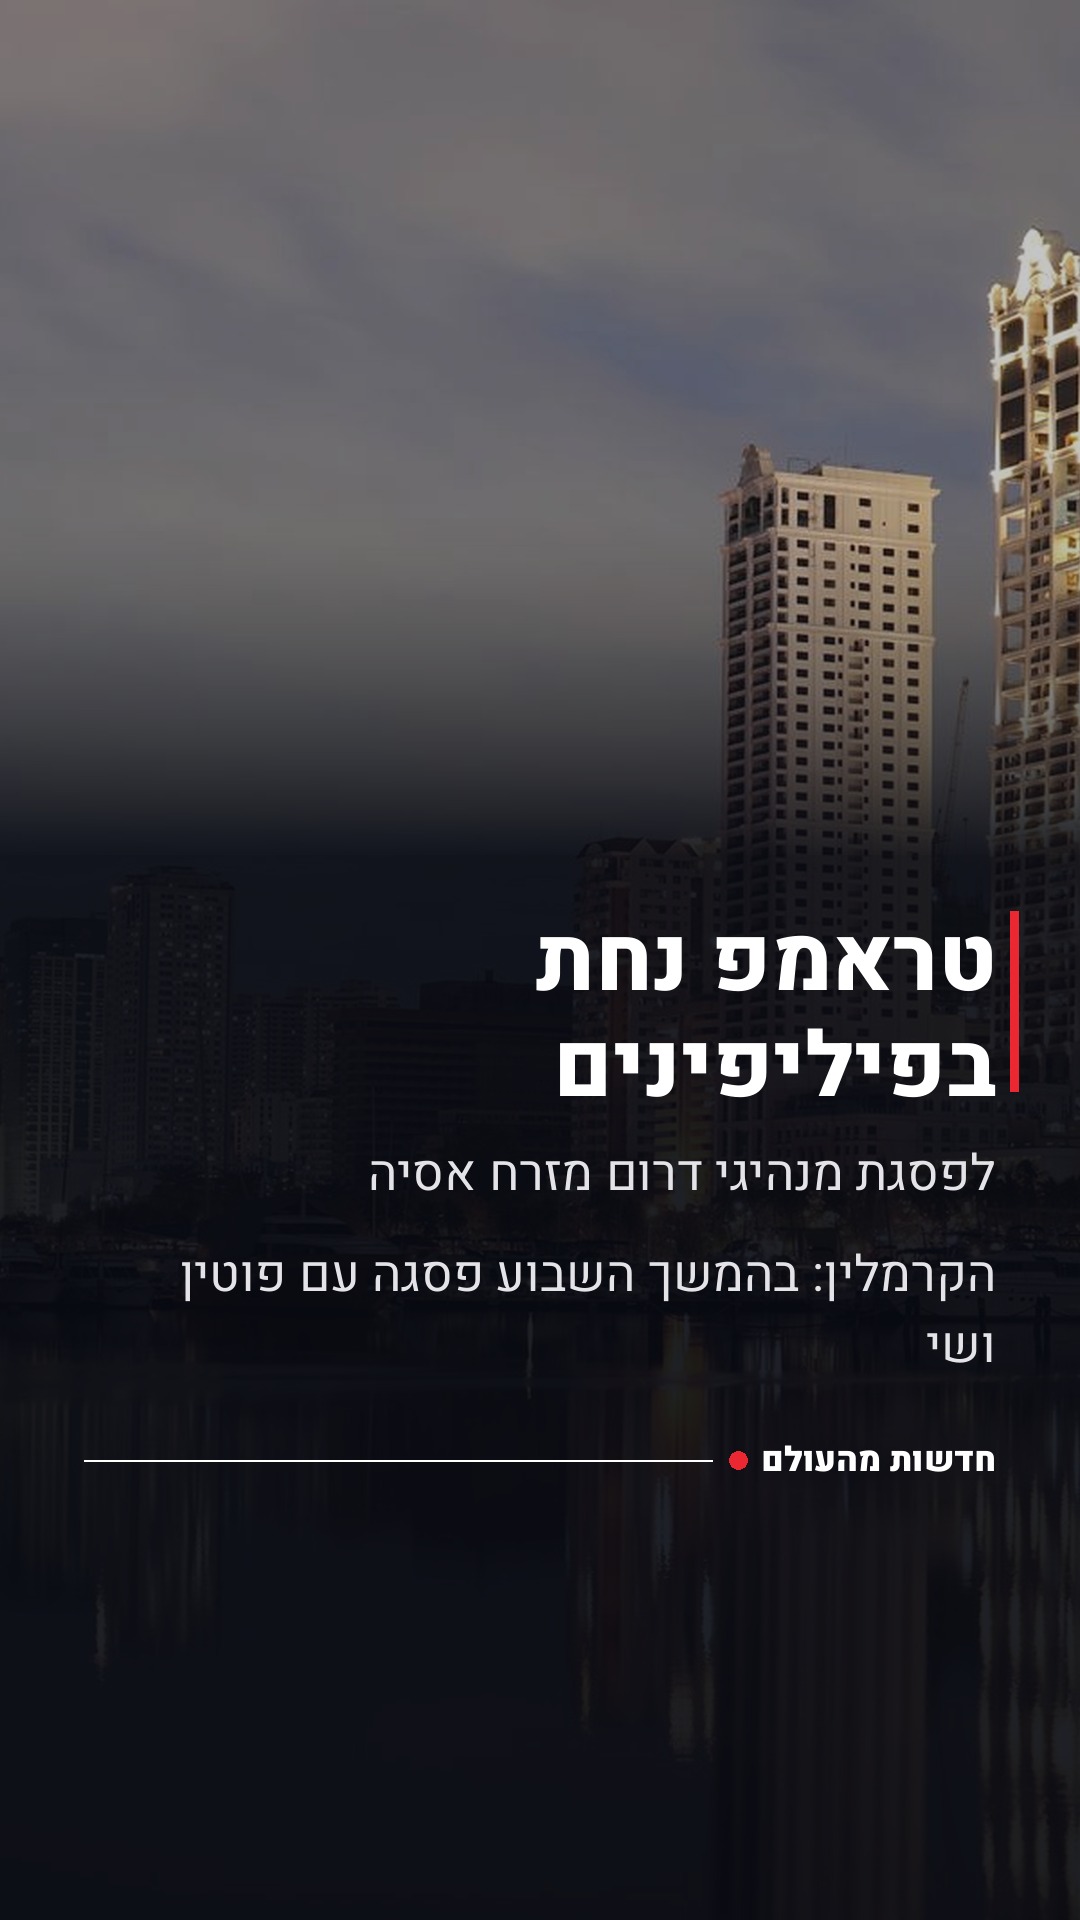 טראמפ נחת
בפיליפינים
לפסגת מנהיגי דרום מזרח אסיה
הקרמלין: בהמשך השבוע פסגה עם פוטין
ושי
חדשות מהעולם